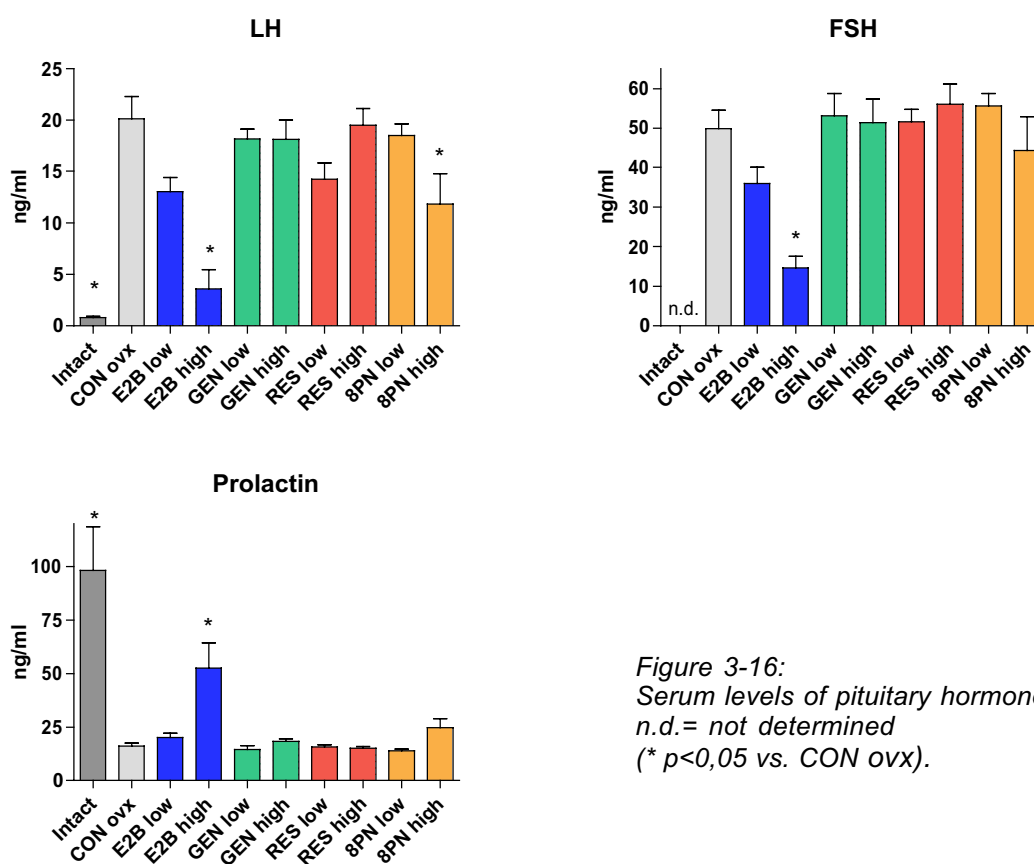 LH
25
20
15
10
5
0
ng/ml
*
*
*
Intact
CON ovx
E2B low
E2B high
GEN low
GEN high
RES low
RES high
8PN low
8PN high
FSH
60
50
40
30
20
10
0
ng/ml
n.d.
*
Intact
CON ovx
E2B low
E2B high
GEN low
GEN high
RES low
RES high
8PN low
8PN high
Prolactin
100
75
50
25
0
ng/ml
*
*
Intact
CON ovx
E2B low
E2B high
GEN low
GEN high
RES low
RES high
8PN low
8PN high
Figure 3-16:
Serum levels of pituitary hormon
n.d.= not determined
(* p<0,05 vs. CON ovx).